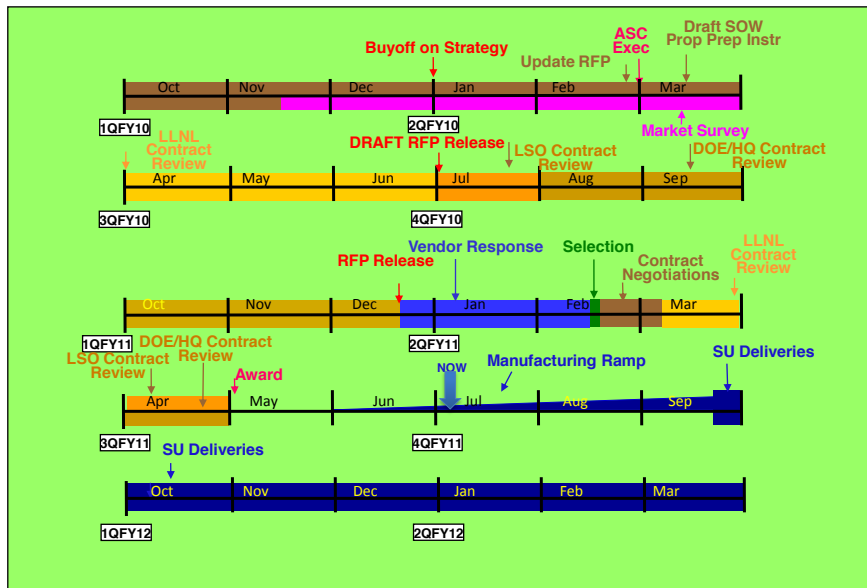 Buyoff on Strategy
Update RFP
ASC
Exec
Draft SOW
Prop Prep Instr
Oct
Nov
Dec
Jan
Feb
Mar
1QFY10
2QFY10
Market Survey
LLNL
Contract
Review
DRAFT RFP Release
LSO Contract
Review
DOE/HQ Contract
Review
Apr
May
Jun
Jul
Aug
Sep
3QFY10
4QFY10
RFP Release
Vendor Response
Selection
Contract
Negotiations
LLNL
Contract
Review
Oct
Nov
Dec
Jan
Feb
Mar
1QFY11
2QFY11
LSO Contract
Review
DOE/HQ Contract
Review
Award
NOW
Manufacturing Ramp
SU Deliveries
Apr
May
Jun
Jul
Aug
Sep
3QFY11
4QFY11
SU Deliveries
Oct
Nov
Dec
Jan
Feb
Mar
1QFY12
2QFY12